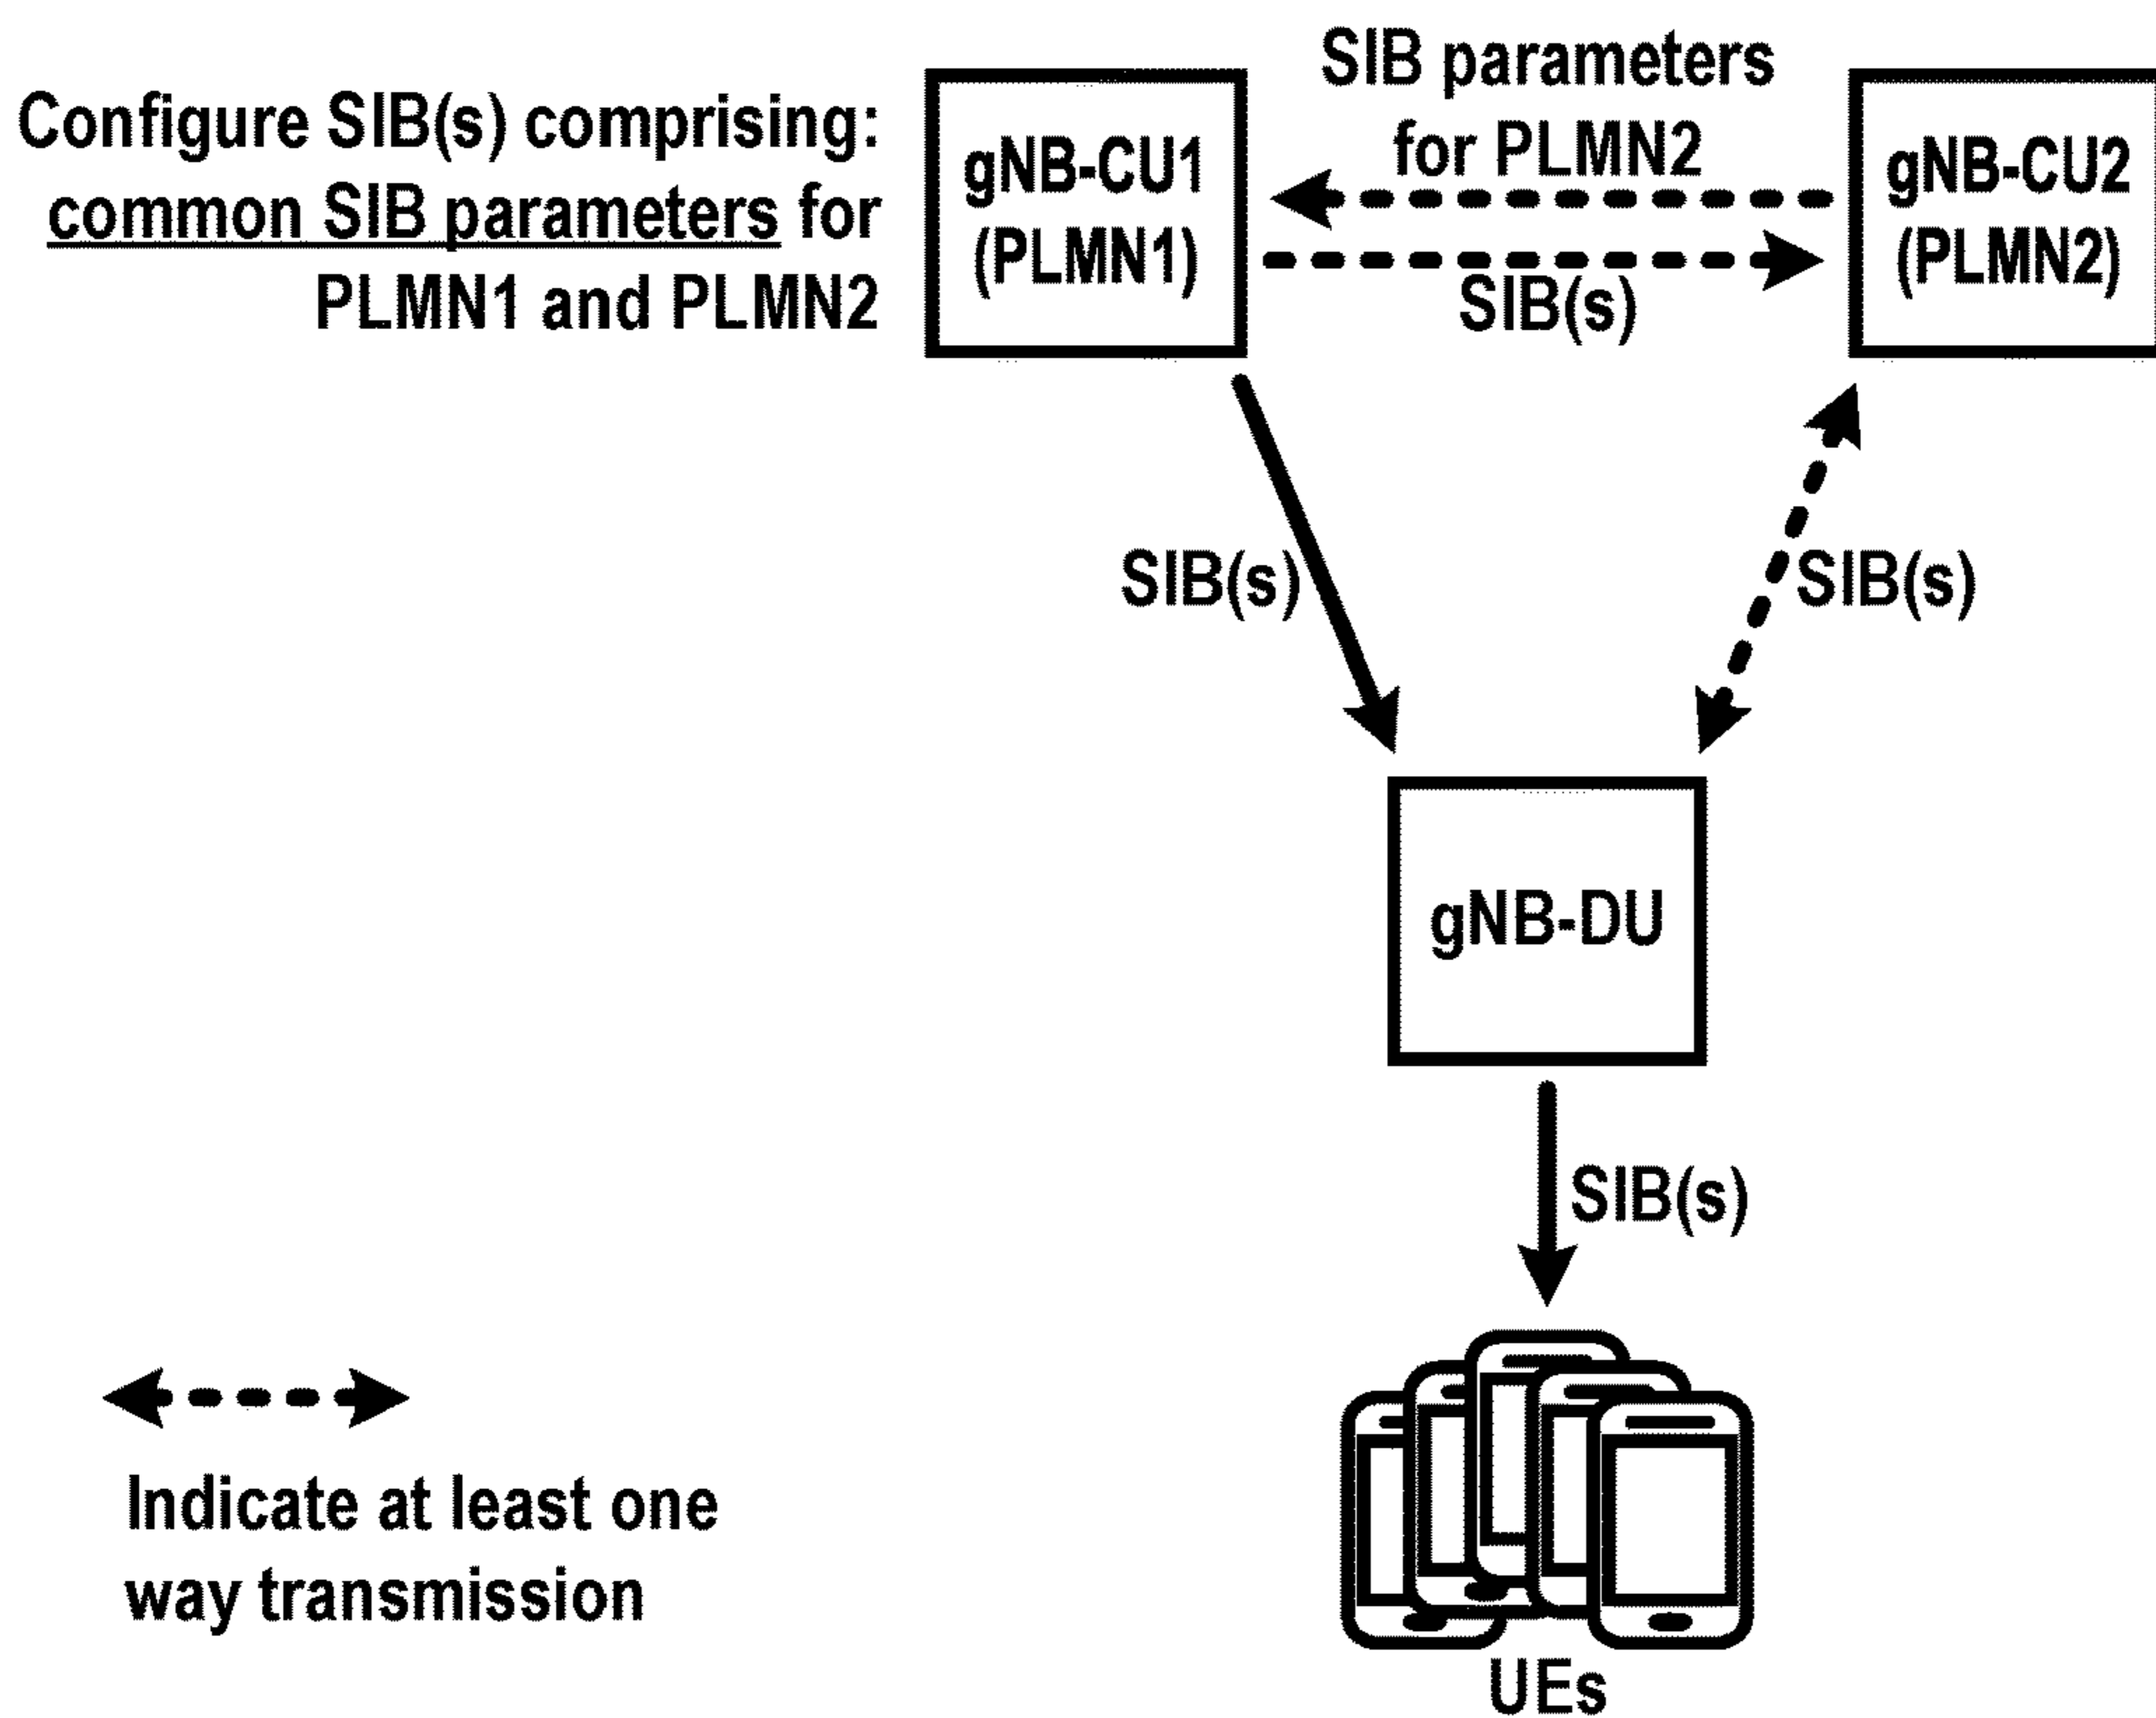 Configure SIB(s) comprising:
common SIB parameters for
PLMN1 and PLMN2
gNB-CU1
(PLMN1)
SIB parameters
for PLMN2
SIB(s)
gNB-CU2
(PLMN2)
SIB(s)
SIB(s)
gNB-DU
SIB(s)
UEs
Indicate at least one
way transmission